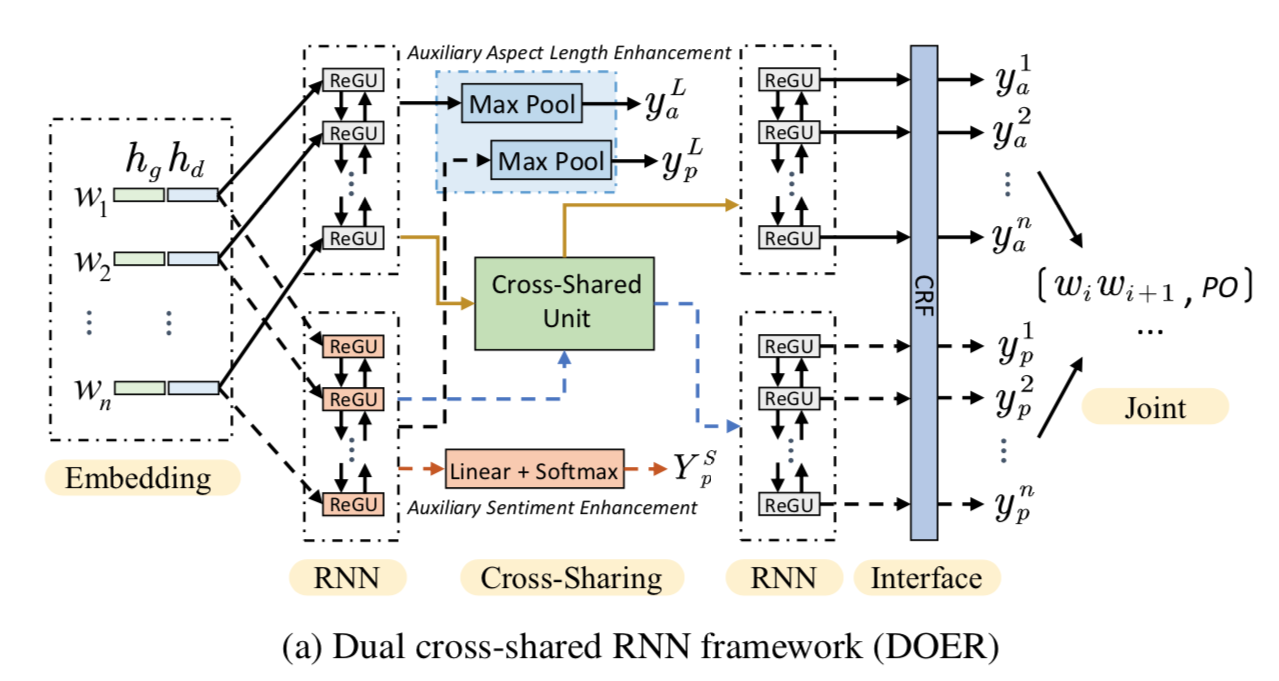 Auxiliary Aspect Length Enhancement
ReGU
ReGU
⋮
ReGU
Max Pool
y_a^L
Max Pool
y_p^L
h_g h_d
w_1
w_2
⋮ ⋮
w_n
Embedding
ReGU
ReGU
⋮
ReGU
RNN
Cross-Shared
Unit
Linear + Softmax
Y_p^S
Auxiliary Sentiment Enhancement
Cross-Sharing
ReGU
ReGU
⋮
ReGU
ReGU
ReGU
⋮
ReGU
RNN
CRF
Interface
y_a^1
y_a^2
⋮
y_a^n
y_p^1
y_p^2
⋮
y_p^n
[ w_i w_{i+1} , PO ]
...
Joint
(a) Dual cross-shared RNN framework (DOER)